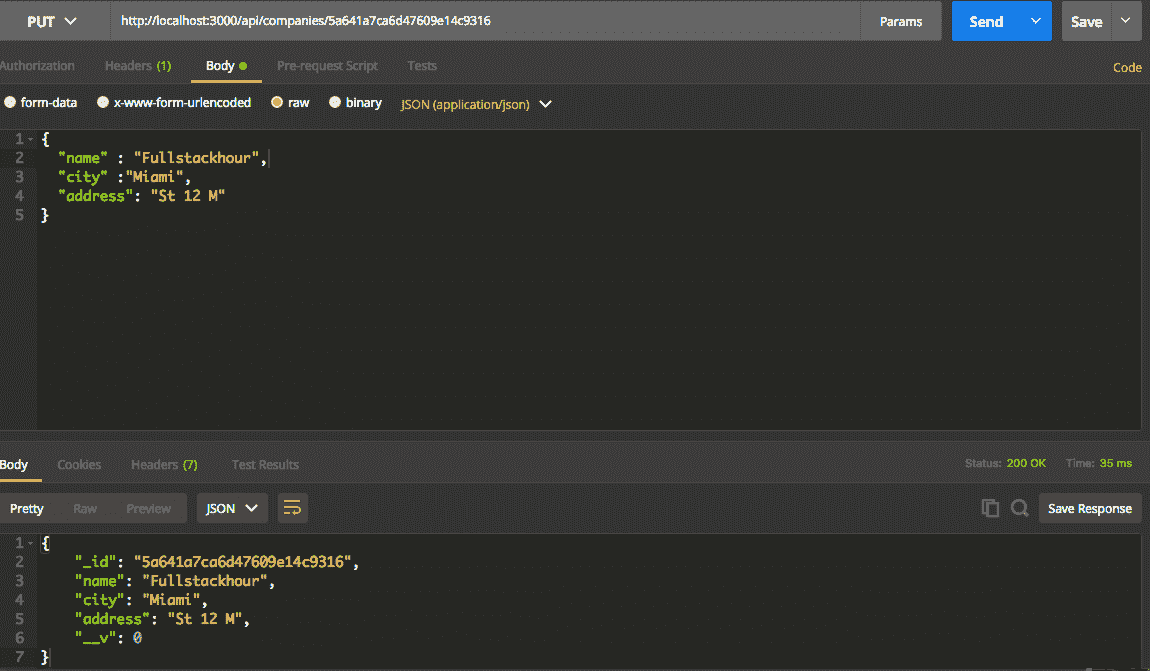 PUT http://localhost:3000/api/companies/5a641a7ca6d47609e14c9316 Params Send Save
Authorization Headers (1) Body Pre-request Script Tests Code
form-data x-www-form-urlencoded raw binary JSON (application/json)
1 {
2 "name" : "Fullstackhour",
3 "city" :"Miami",
4 "address": "St 12 M"
5 }
Body Cookies Headers (7) Test Results Status: 200 OK Time: 35 ms
Pretty Raw Preview JSON Save Response
1 {
2 "_id": "5a641a7ca6d47609e14c9316",
3 "name": "Fullstackhour",
4 "city": "Miami",
5 "address": "St 12 M",
6 "__v": 0
7 }